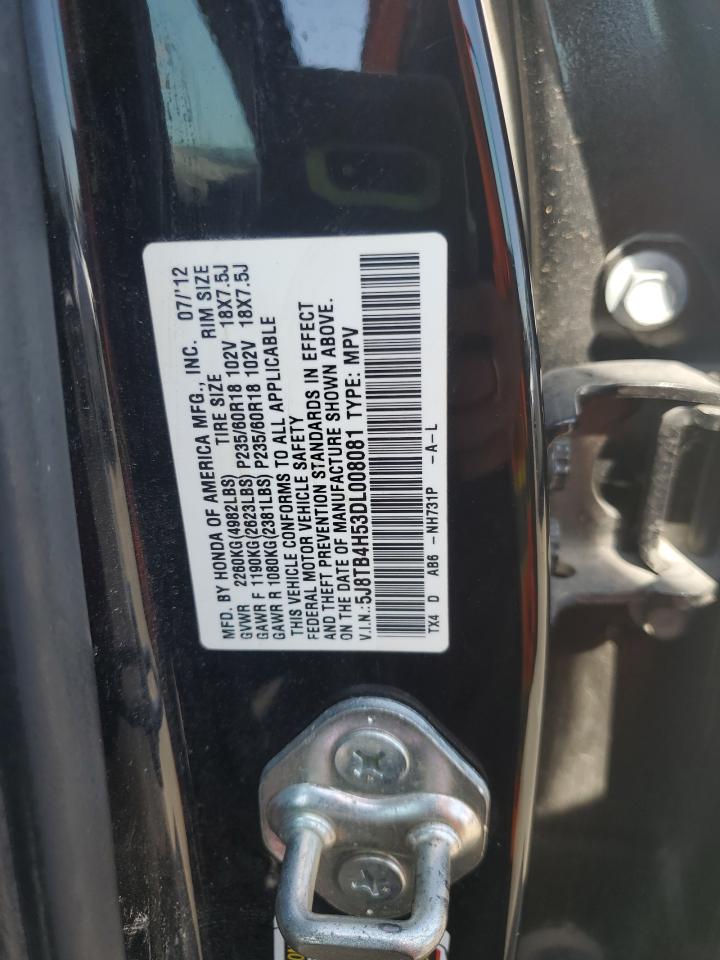 MFD. BY HONDA OF AMERICA MFG., INC. 07/'12
GVWR 2260KG(4982LBS) TIRE SIZE RIM SIZE
GAWR F 1190KG(2623LBS) P235/60R18 102V 18X7.5J
GAWR R 1080KG(2381LBS) P235/60R18 102V 18X7.5J
THIS VEHICLE CONFORMS TO ALL APPLICABLE
FEDERAL MOTOR VEHICLE SAFETY
AND THEFT PREVENTION STANDARDS IN EFFECT
ON THE DATE OF MANUFACTURE SHOWN ABOVE.
V.I.N.:5J8TB4H53DL008081 TYPE: MPV
TX4 D AB6 -NH731P -A-L